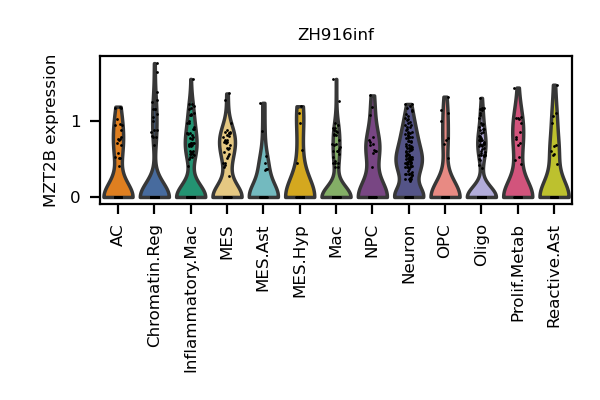 ZH916inf
MZT2B expression
1
0
AC
Chromatin.Reg
Inflammatory.Mac
MES
MES.Ast
MES.Hyp
Mac
NPC
Neuron
OPC
Oligo
Prolif.Metab
Reactive.Ast